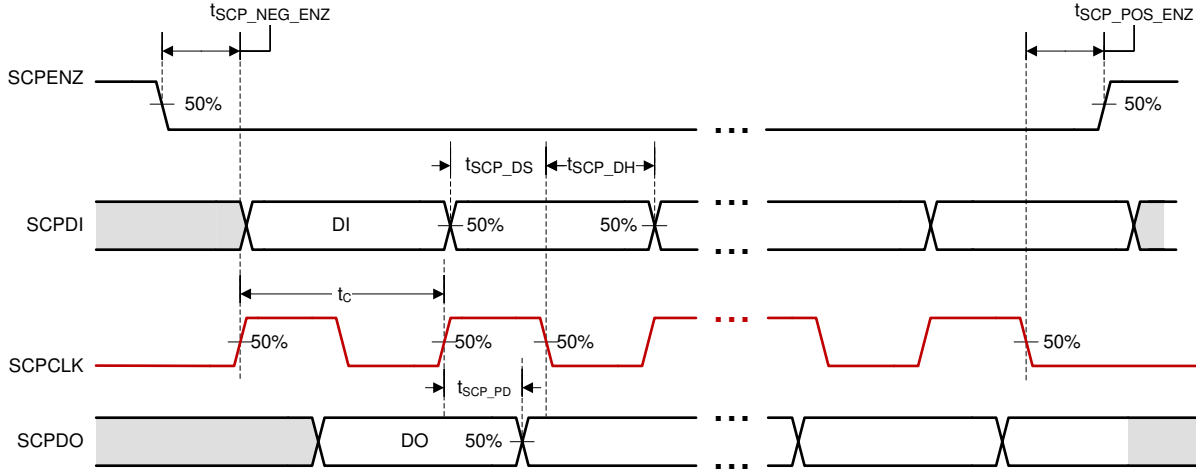 tSCP_NEG_ENZ
tSCP_POS_ENZ
SCPENZ
50%
50%
...
tSCP_DS
tSCP_DH
...
SCPDI
DI
50%
50%
...
tC
...
50%
50%
50%
50%
SCPCLK
...
tSCP_PD
...
SCPDO
DO
50%
...